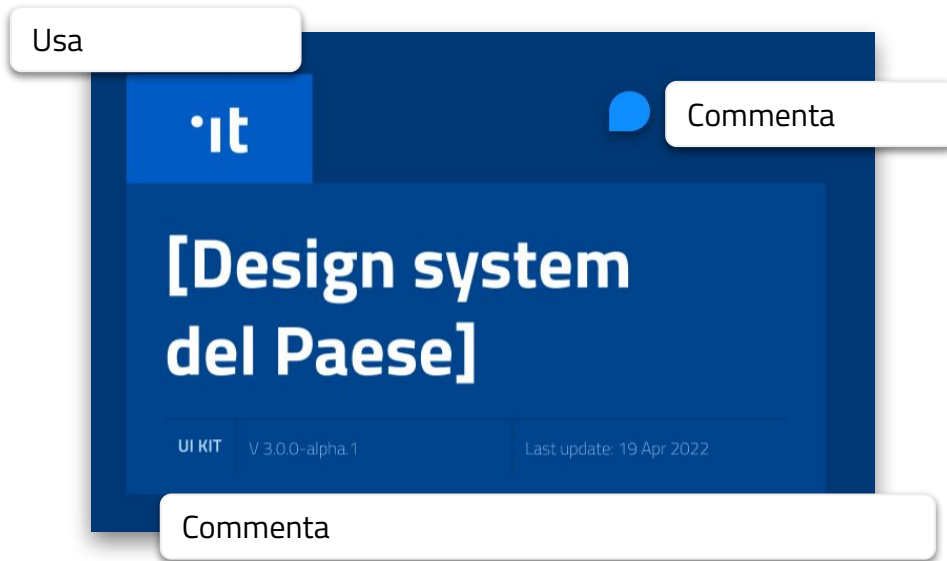 Usa
Commenta
.it
[Design system
del Paese]
UI KIT V 3.0.0-alpha.1 Last update: 19 Apr 2022
Commenta